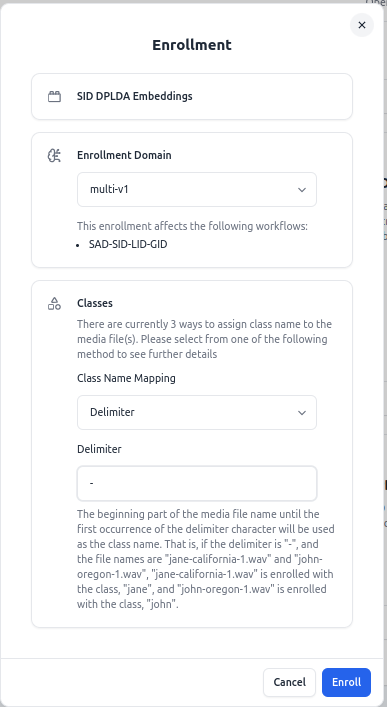 Enrollment
SID DPLDA Embeddings
Enrollment Domain
multi-v1
This enrollment affects the following workflows:
• SAD-SID-LID-GID
Classes
There are currently 3 ways to assign class name to the
media file(s). Please select from one of the following
method to see further details
Class Name Mapping
Delimiter
Delimiter
-
The beginning part of the media file name until the
first occurrence of the delimiter character will be used
as the class name. That is, if the delimiter is "-", and
the file names are "jane-california-1.wav" and "john-
oregon-1.wav", "jane-california-1.wav" is enrolled with
the class, "jane", and "john-oregon-1.wav" is enrolled
with the class, "john".
Cancel
Enroll